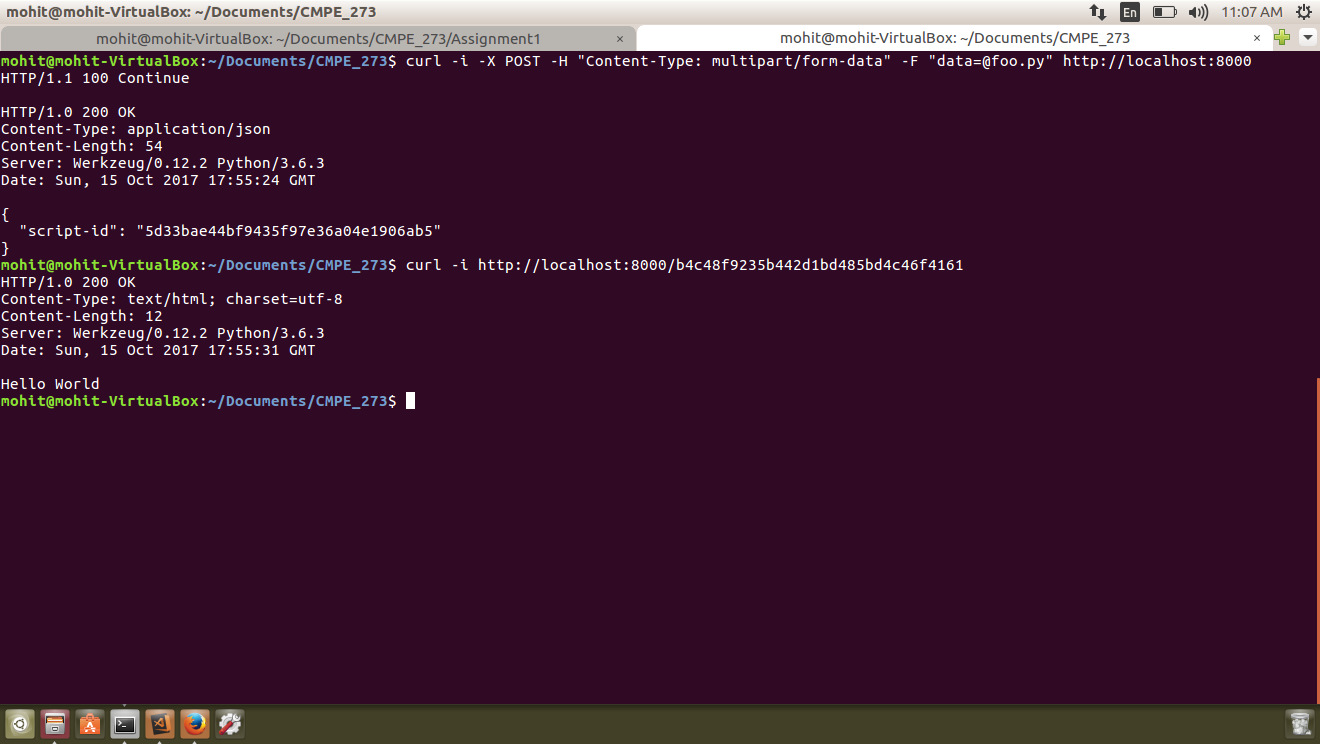 mohit@mohit-VirtualBox: ~/Documents/CMPE_273
En
11:07 AM
mohit@mohit-VirtualBox: ~/Documents/CMPE_273/Assignment1 ×
mohit@mohit-VirtualBox: ~/Documents/CMPE_273 ×
mohit@mohit-VirtualBox:~/Documents/CMPE_273$ curl -i -X POST -H "Content-Type: multipart/form-data" -F "data=@foo.py" http://localhost:8000
HTTP/1.1 100 Continue

HTTP/1.0 200 OK
Content-Type: application/json
Content-Length: 54
Server: Werkzeug/0.12.2 Python/3.6.3
Date: Sun, 15 Oct 2017 17:55:24 GMT

{
  "script-id": "5d33bae44bf9435f97e36a04e1906ab5"
}
mohit@mohit-VirtualBox:~/Documents/CMPE_273$ curl -i http://localhost:8000/b4c48f9235b442d1bd485bd4c46f4161
HTTP/1.0 200 OK
Content-Type: text/html; charset=utf-8
Content-Length: 12
Server: Werkzeug/0.12.2 Python/3.6.3
Date: Sun, 15 Oct 2017 17:55:31 GMT

Hello World
mohit@mohit-VirtualBox:~/Documents/CMPE_273$